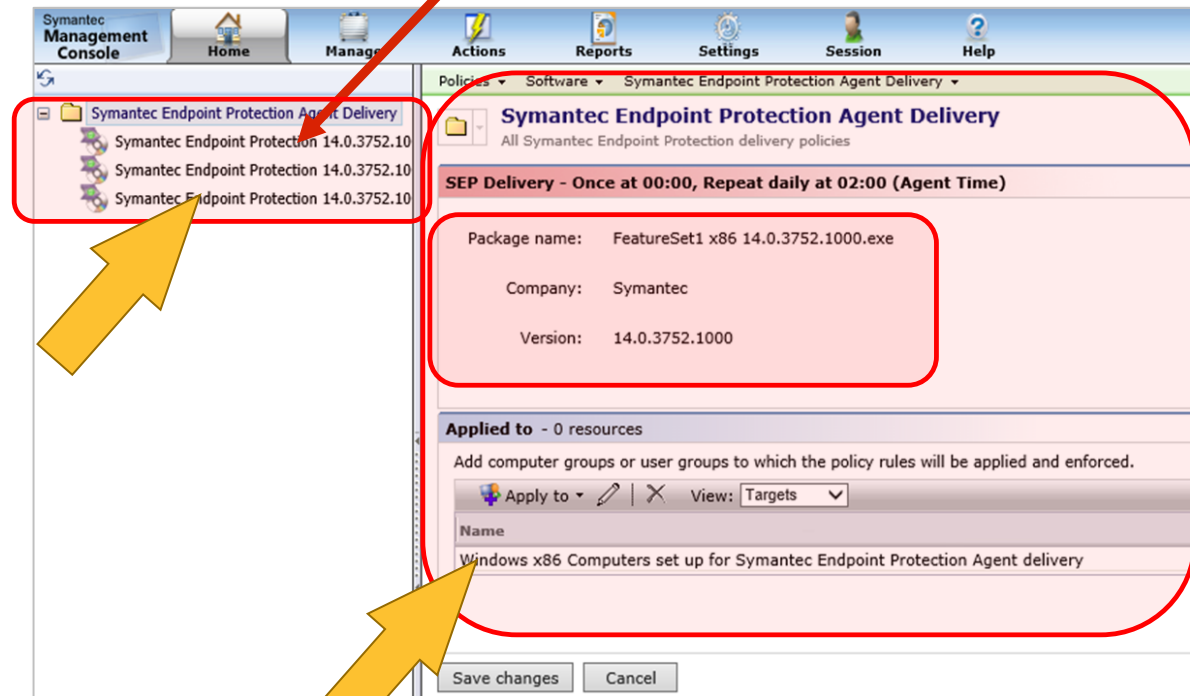 Symantec
Management
Console
Home
Manage
Actions
Reports
Settings
Session
Help
Policies Software Symantec Endpoint Protection Agent Delivery
Symantec Endpoint Protection Agent Delivery
Symantec Endpoint Protection 14.0.3752.10
Symantec Endpoint Protection 14.0.3752.10
Symantec Endpoint Protection 14.0.3752.10
Symantec Endpoint Protection Agent Delivery
All Symantec Endpoint Protection delivery policies
SEP Delivery - Once at 00:00, Repeat daily at 02:00 (Agent Time)
Package name: FeatureSet1 x86 14.0.3752.1000.exe
Company: Symantec
Version: 14.0.3752.1000
Applied to - 0 resources
Add computer groups or user groups to which the policy rules will be applied and enforced.
Apply to View: Targets
Name
Windows x86 Computers set up for Symantec Endpoint Protection Agent delivery
Save changes Cancel